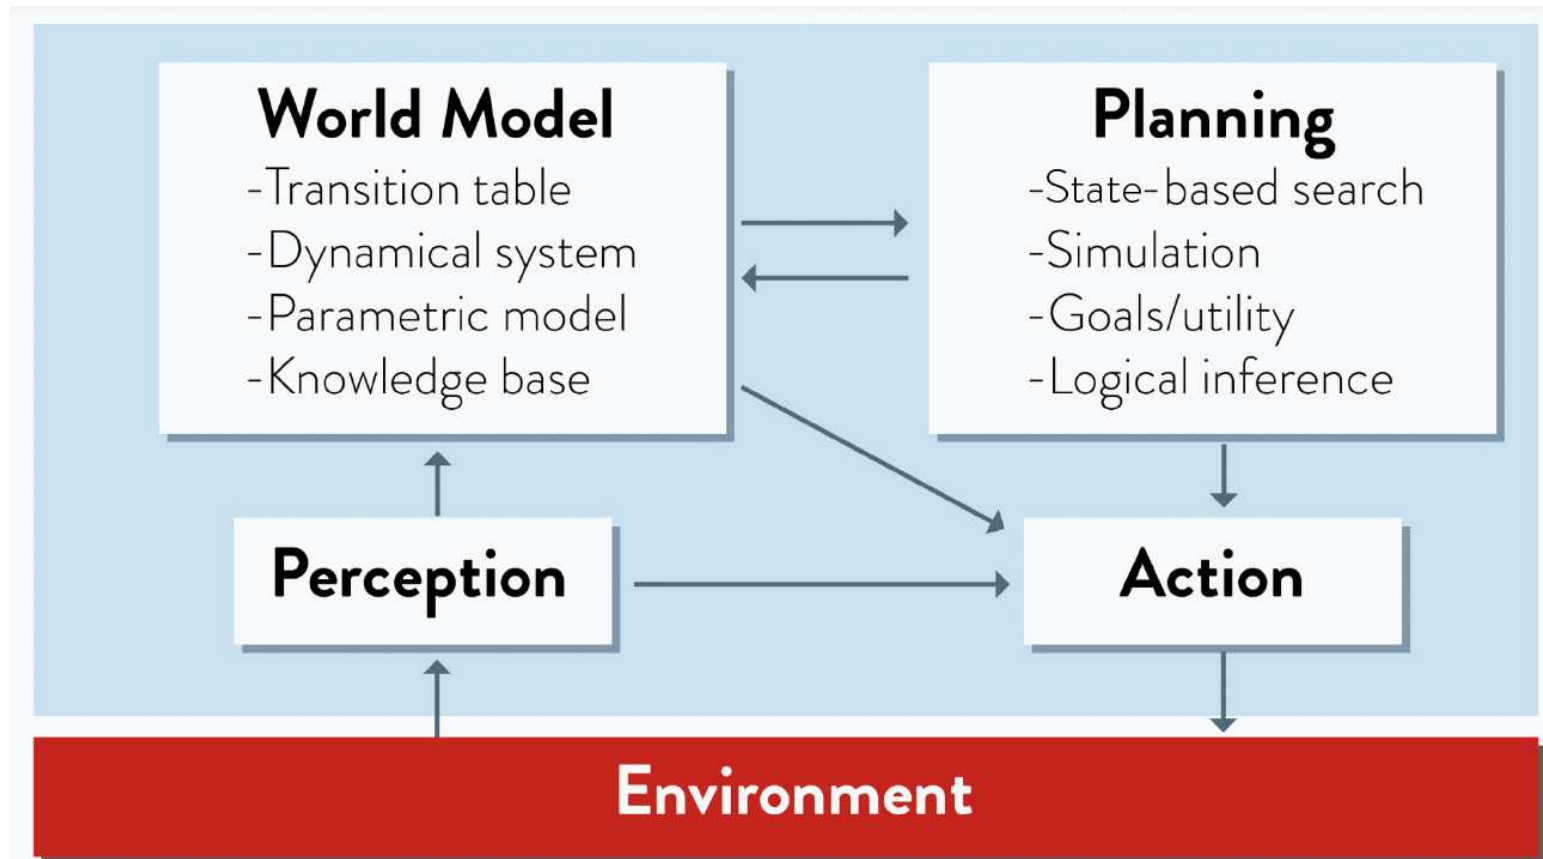 World Model
-Transition table
-Dynamical system
-Parametric model
-Knowledge base
Planning
-State-based search
-Simulation
-Goals/utility
-Logical inference
Perception
Action
Environment